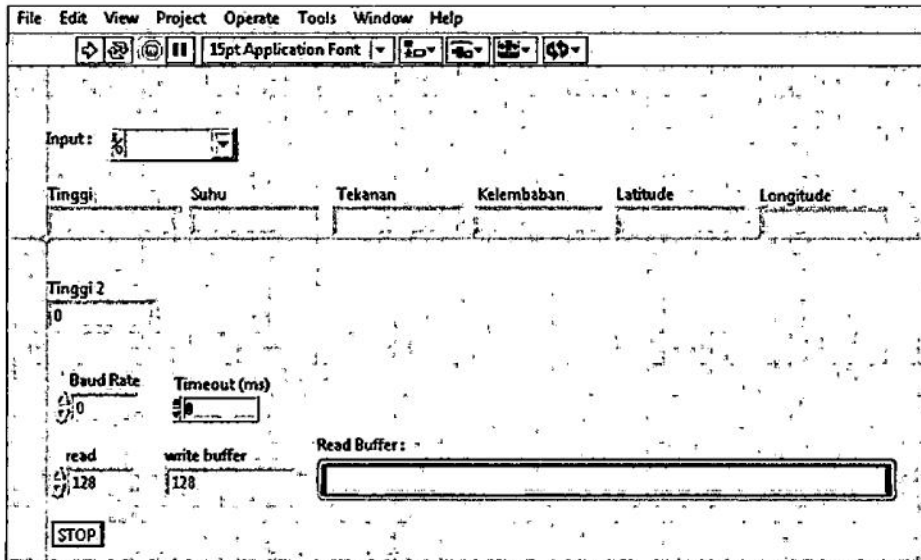 File Edit View Project Operate Tools Window Help
15pt Application Font
Input :
Tinggi Suhu Tekanan Kelembaban Latitude Longitude
Tinggi 2
0
Baud Rate Timeout (ms)
0 0
read write buffer Read Buffer :
128 128
STOP